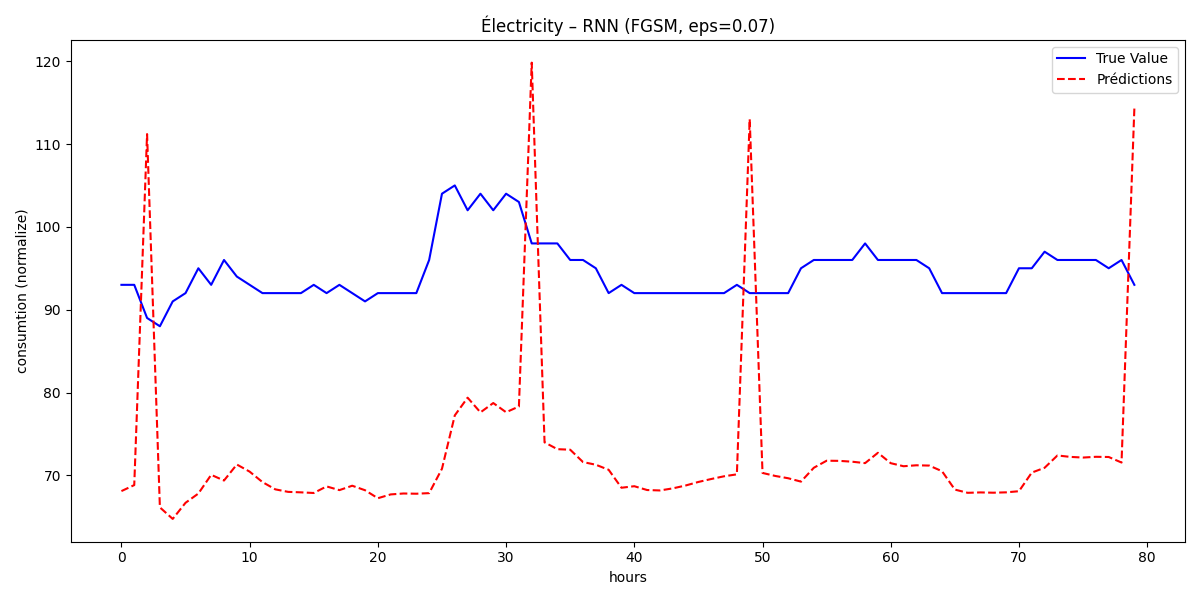 Électricity – RNN (FGSM, eps=0.07)
True Value
Prédictions
consumtion (normalize)
120
110
100
90
80
70
0 10 20 30 40 50 60 70 80
hours